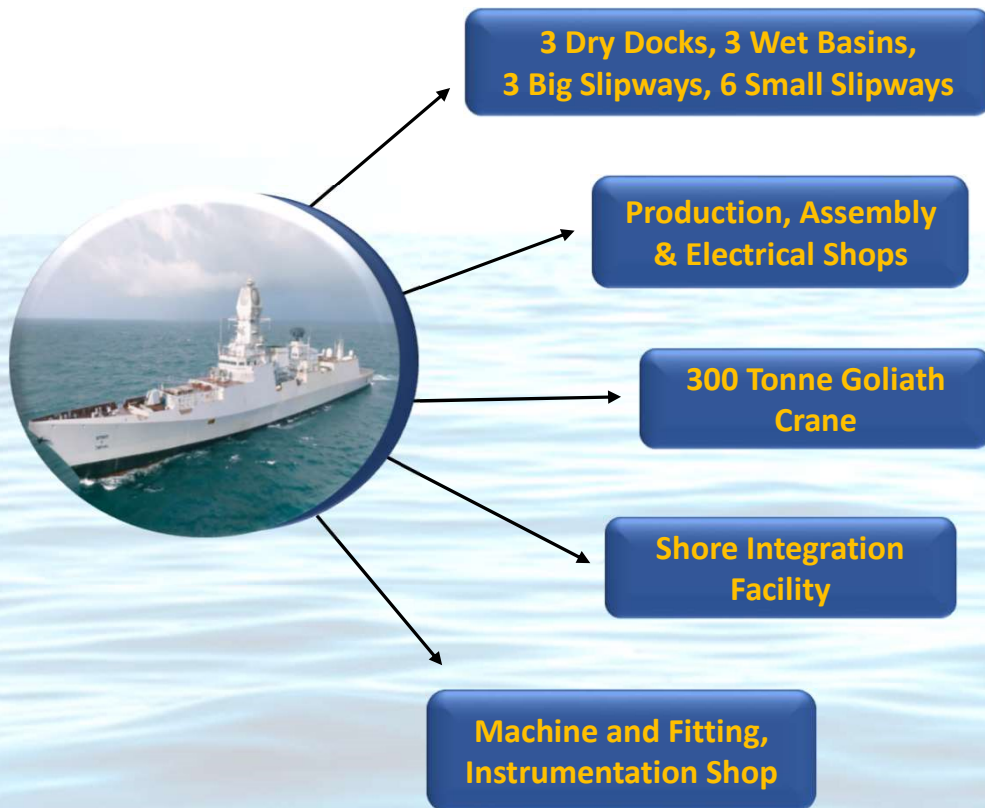 3 Dry Docks, 3 Wet Basins,
3 Big Slipways, 6 Small Slipways
Production, Assembly
& Electrical Shops
300 Tonne Goliath
Crane
Shore Integration
Facility
Machine and Fitting,
Instrumentation Shop